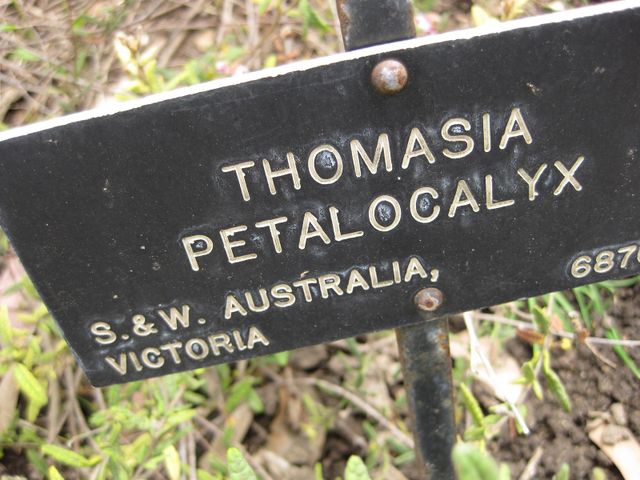 THOMASIA
PETALOCALYX
S. & W. AUSTRALIA,
VICTORIA